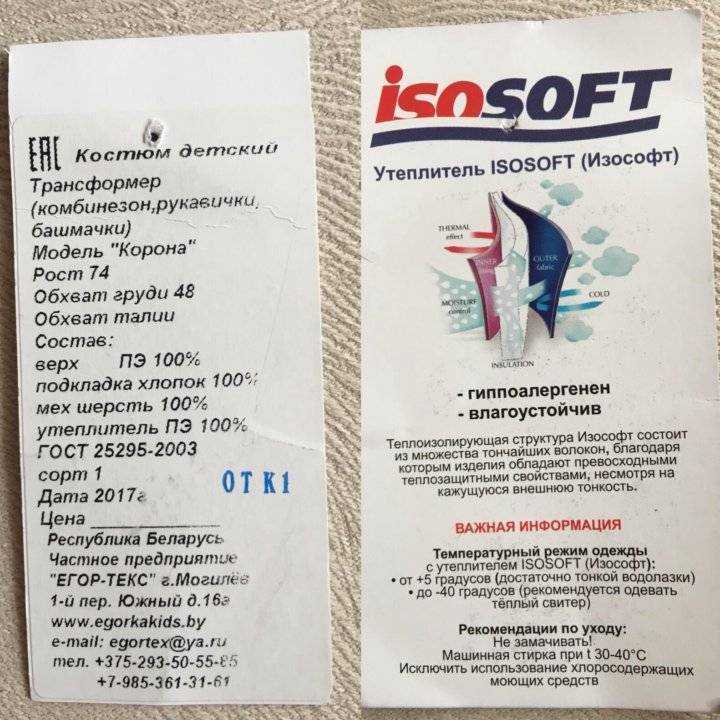 EAC Костюм детский
Трансформер
(комбинезон,рукавички,
башмачки)
Модель "Корона"
Рост 74
Обхват груди 48
Обхват талии
Состав:
верх ПЭ 100%
подкладка хлопок 100%
мех шерсть 100%
утеплитель ПЭ 100%
ГОСТ 25295-2003
сорт 1
Дата 2017г
ОТК1
Цена
Республика Беларусь
Частное предприятие
"ЕГОР-ТЕКС" г.Могилёв
1-й пер. Южный д.16а
www.egorkakids.by
e-mail: egortex@ya.ru
тел. +375-293-50-55-85
+7-985-361-31-61
isosoft
Утеплитель ISOSOFT (Изософт)
THERMAL
effect
INNER
OUTER
fabric
MOISTURE
control
COLD
INSULATION
- гиппоалергенен
- влагоустойчив
Теплоизолирующая структура Изософт состоит
из множества тончайших волокон, благодаря
которым изделия обладают превосходными
теплозащитными свойствами, несмотря на
кажущуюся внешнюю тонкость.
ВАЖНАЯ ИНФОРМАЦИЯ
Температурный режим одежды
с утеплителем ISOSOFT (Изософт):
• от +5 градусов (достаточно тонкой водолазки)
• до -40 градусов (рекомендуется одевать
тёплый свитер)
Рекомендации по уходу:
Не замачивать!
Машинная стирка при t 30-40°C
Исключить использование хлоросодержащих
моющих средств